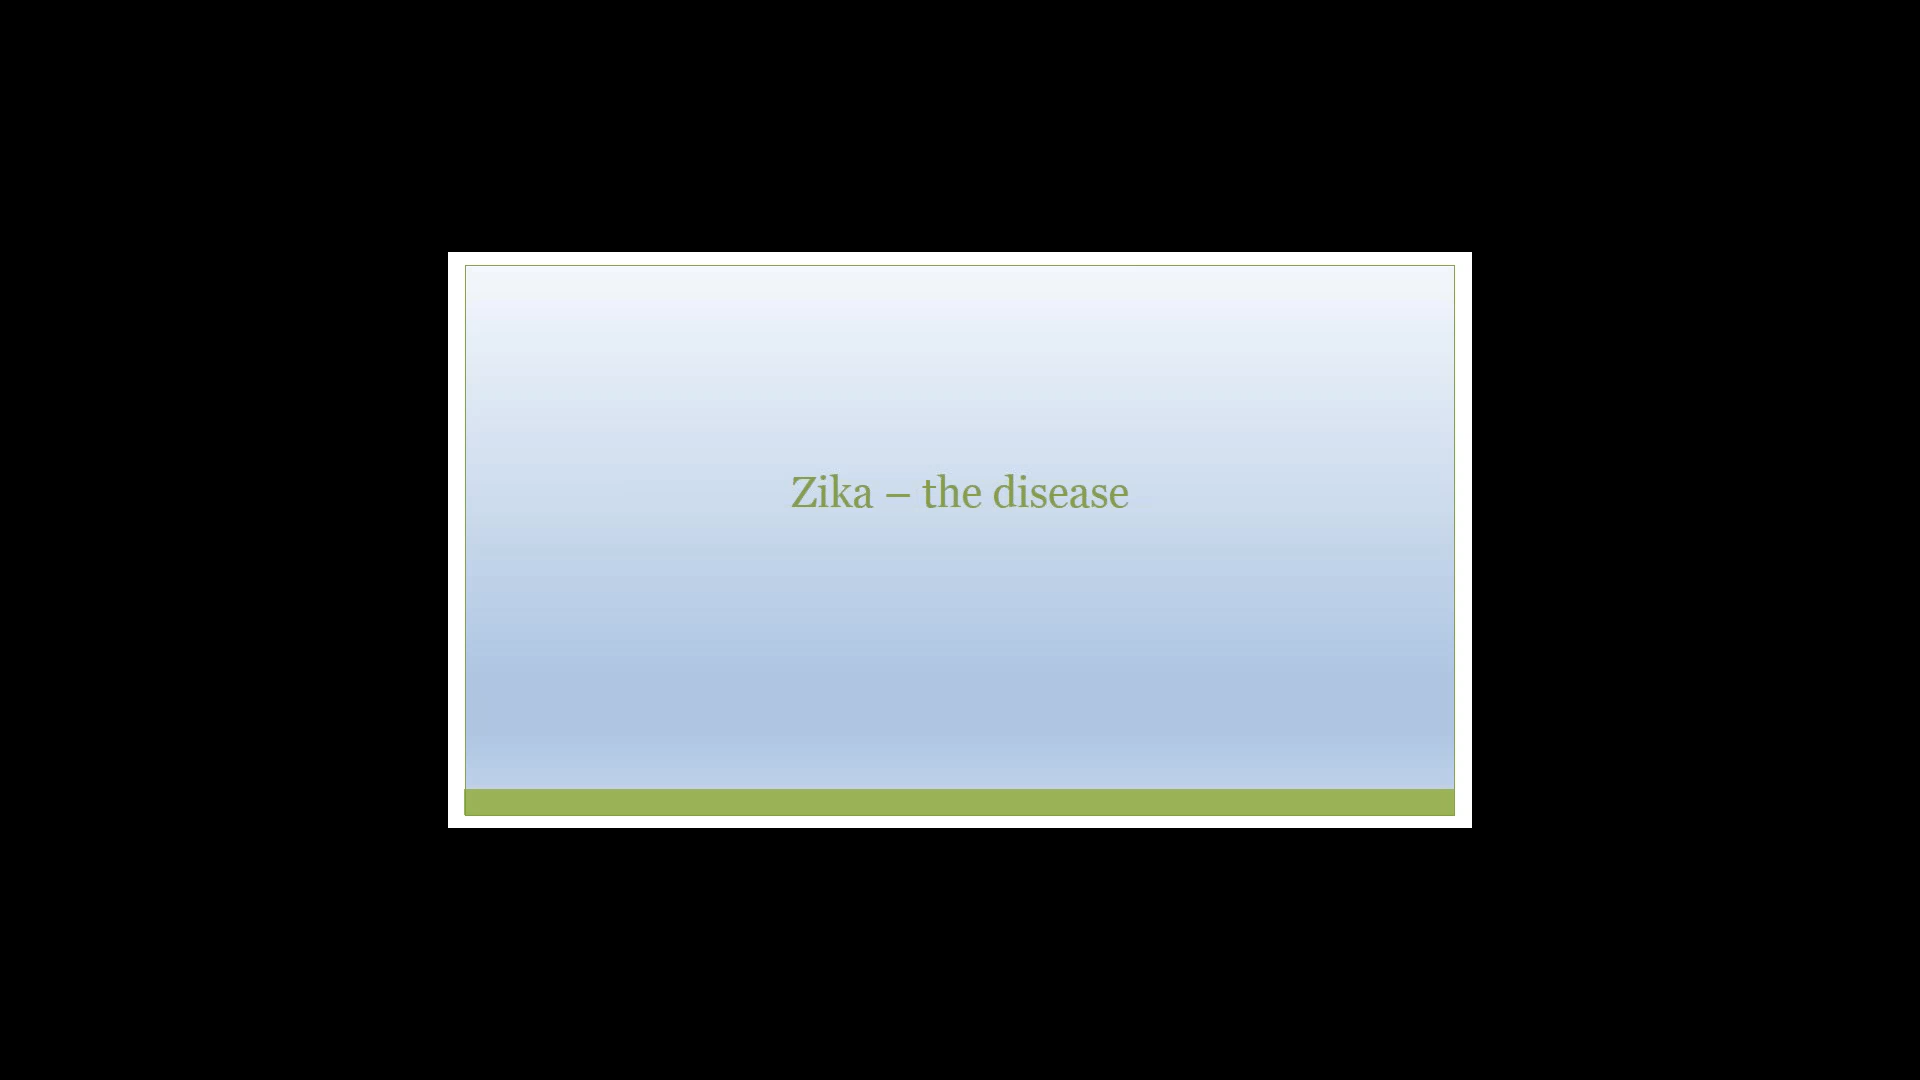 Zika – the disease